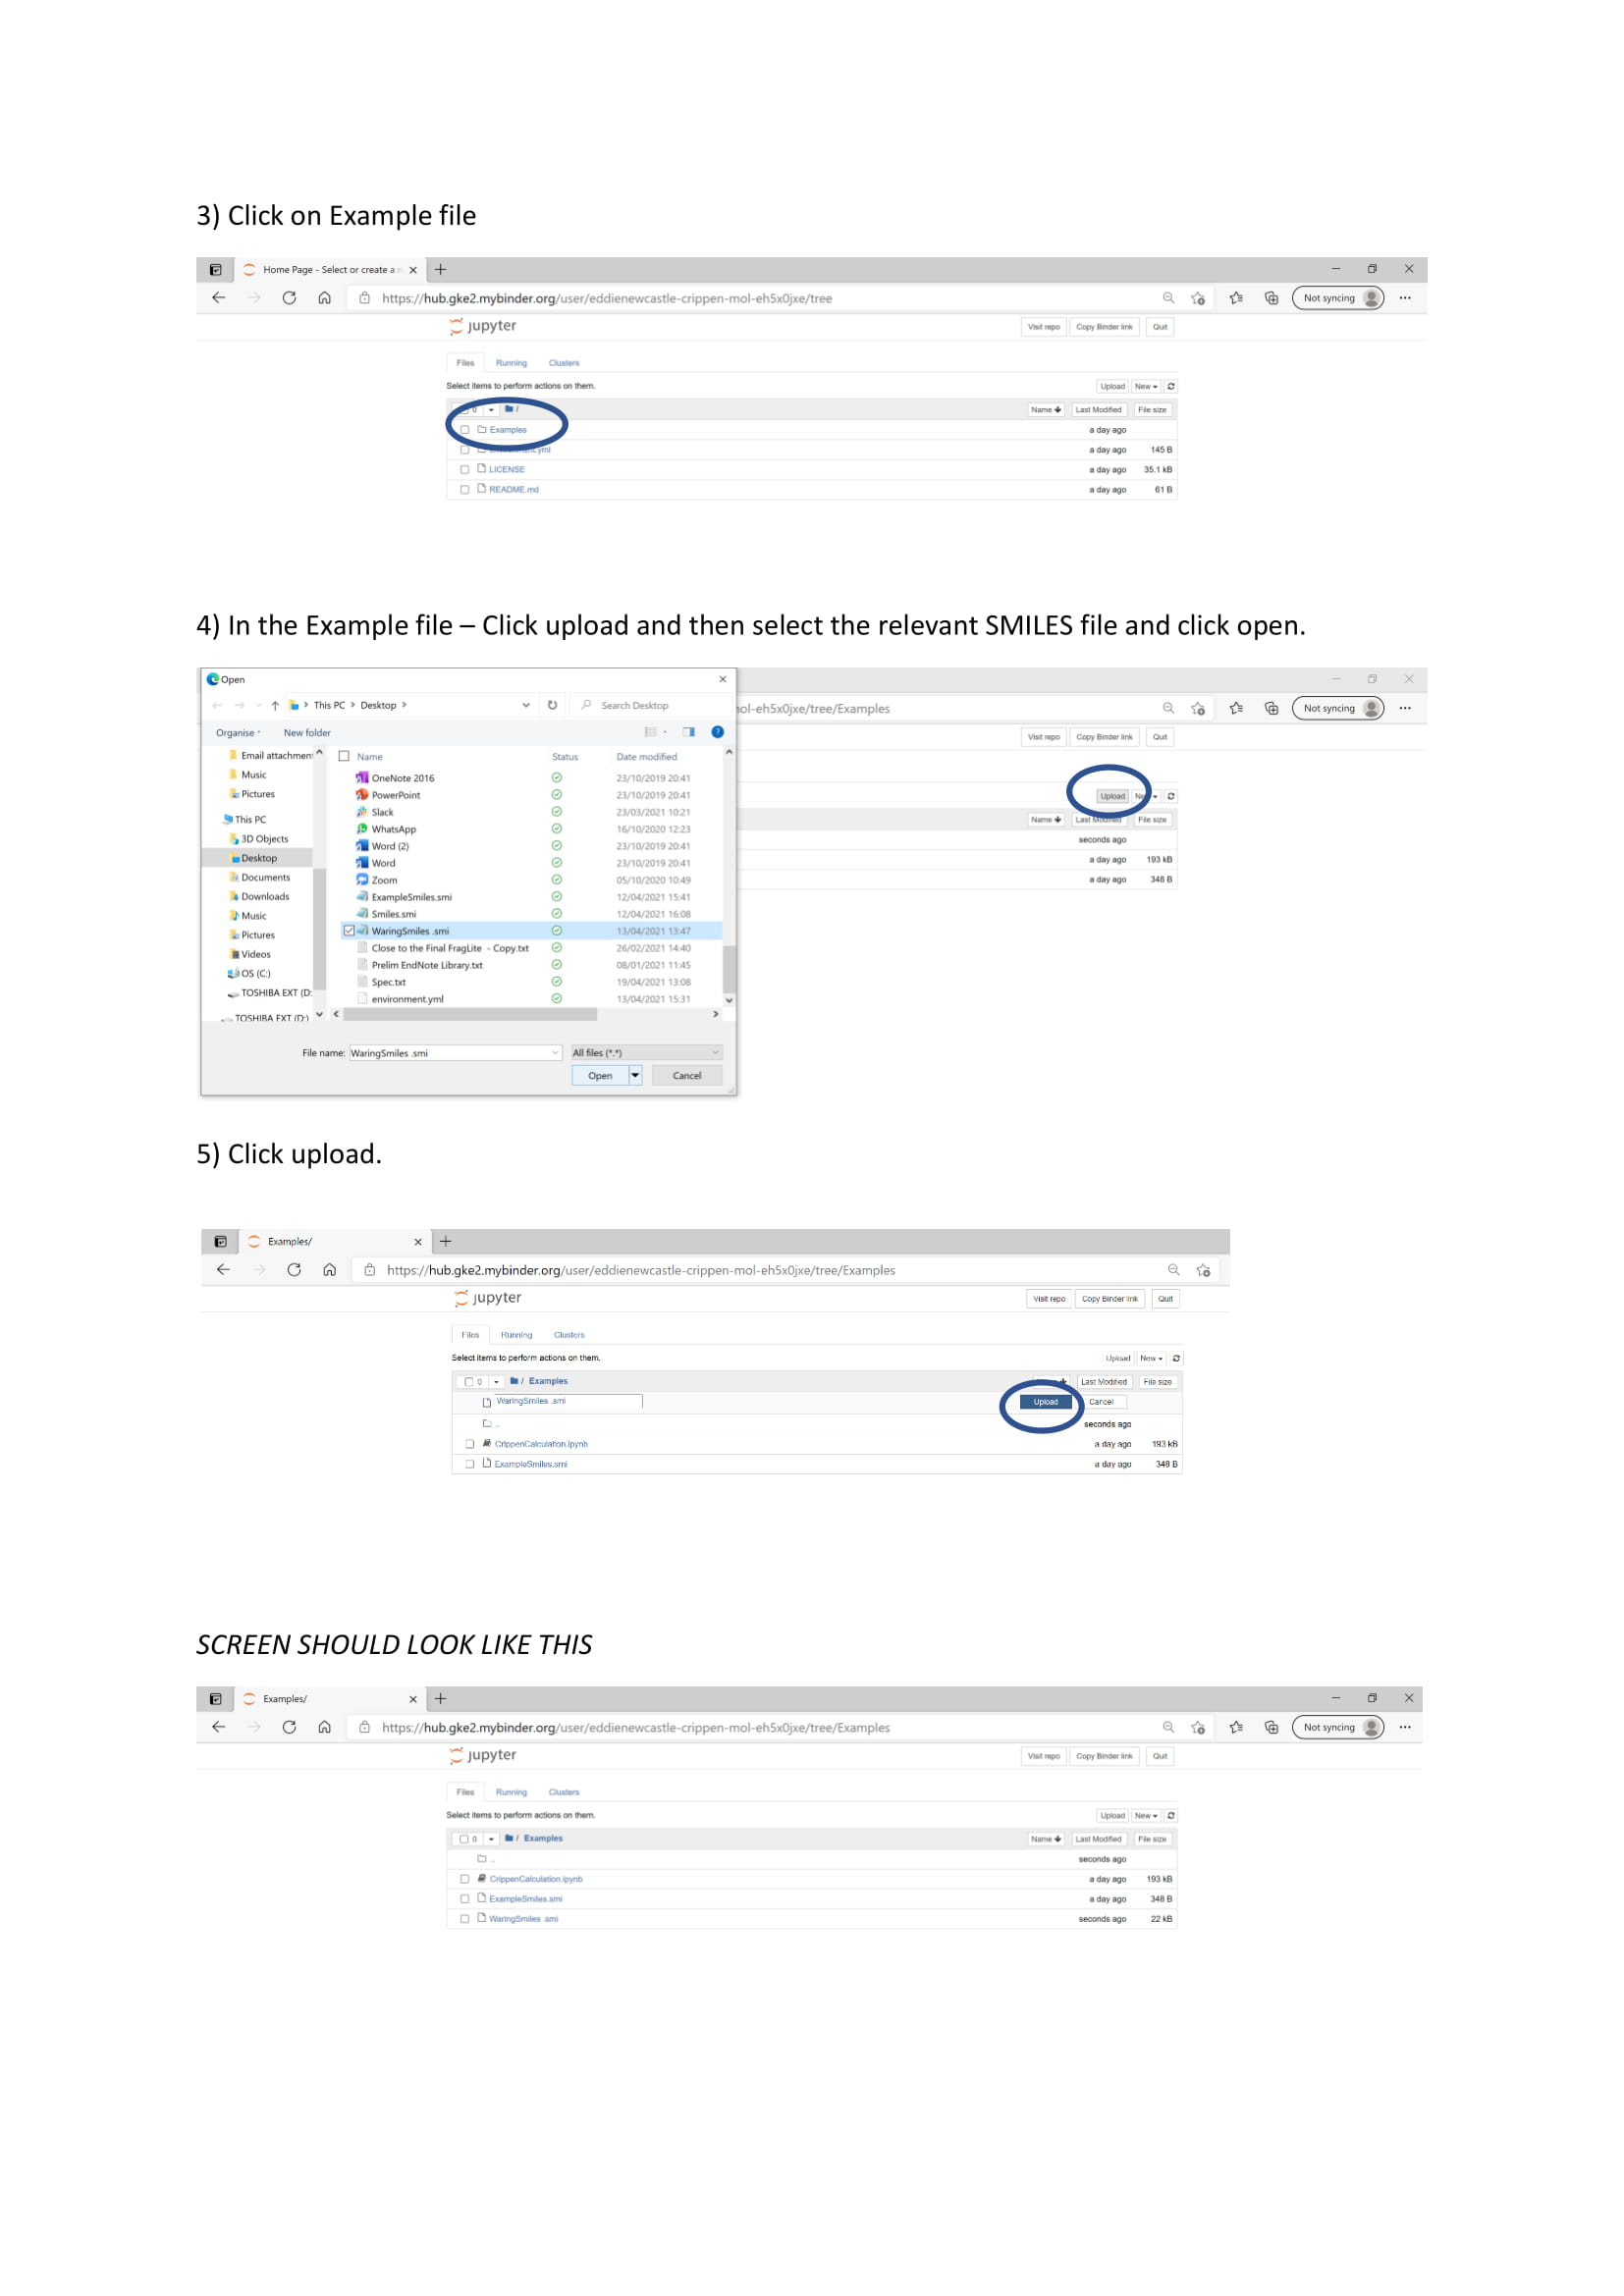 3) Click on Example file
Home Page - Select or create a n
https://hub.gke2.mybinder.org/user/eddienewcastle-crippen-mol-eh5x0jxe/tree
Not syncing
jupyter
Visit repo Copy Binder link Quit
Files Running Clusters
Select items to perform actions on them.
Upload New
0 /
Name Last Modified File size
Examples a day ago
a day ago 145 B
LICENSE a day ago 35.1 kB
README.md a day ago 61 B
4) In the Example file – Click upload and then select the relevant SMILES file and click open.
Open
This PC > Desktop >
Search Desktop
mol-eh5x0jxe/tree/Examples
Not syncing
Organise New folder
Visit repo Copy Binder link Quit
Email attachmen
Music
Pictures
This PC
3D Objects
Desktop
Documents
Downloads
Music
Pictures
Videos
OS (C:)
TOSHIBA EXT (D:
TOSHIBA EXT (D:)
Name Status Date modified
OneNote 2016 23/10/2019 20:41
PowerPoint 23/10/2019 20:41
Slack 23/03/2021 10:21
WhatsApp 16/10/2020 12:23
Word (2) 23/10/2019 20:41
Word 23/10/2019 20:41
Zoom 05/10/2020 10:49
ExampleSmiles.smi 12/04/2021 15:41
Smiles.smi 12/04/2021 16:08
WaringSmiles .smi 13/04/2021 13:47
Close to the Final FragLite - Copy.txt 26/02/2021 14:40
Prelim EndNote Library.txt 08/01/2021 11:45
Spec.txt 19/04/2021 13:08
environment.yml 13/04/2021 15:31
File name: WaringSmiles .smi All files (*.*)
Open Cancel
Upload
Name Last Modified File size
seconds ago
a day ago 193 kB
a day ago 348 B
5) Click upload.
Examples/
https://hub.gke2.mybinder.org/user/eddienewcastle-crippen-mol-eh5x0jxe/tree/Examples
jupyter
Visit repo Copy Binder link Quit
Files Running Clusters
Select items to perform actions on them.
Upload New
0 / Examples
Last Modified File size
WaringSmiles .smi Upload Cancel
.. seconds ago
CrippenCalculation.ipynb a day ago 193 kB
ExampleSmiles.smi a day ago 348 B
SCREEN SHOULD LOOK LIKE THIS
Examples/
https://hub.gke2.mybinder.org/user/eddienewcastle-crippen-mol-eh5x0jxe/tree/Examples
Not syncing
jupyter
Visit repo Copy Binder link Quit
Files Running Clusters
Select items to perform actions on them.
Upload New
0 / Examples
Name Last Modified File size
.. seconds ago
CrippenCalculation.ipynb a day ago 193 kB
ExampleSmiles.smi a day ago 348 B
WaringSmiles .smi seconds ago 22 kB